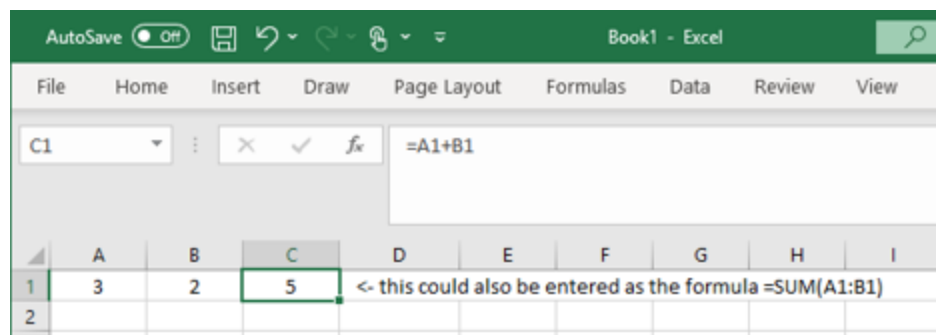 AutoSave Off Book1 - Excel
File Home Insert Draw Page Layout Formulas Data Review View
C1 fx =A1+B1
A B C D E F G H I
1 3 2 5 <- this could also be entered as the formula =SUM(A1:B1)
2